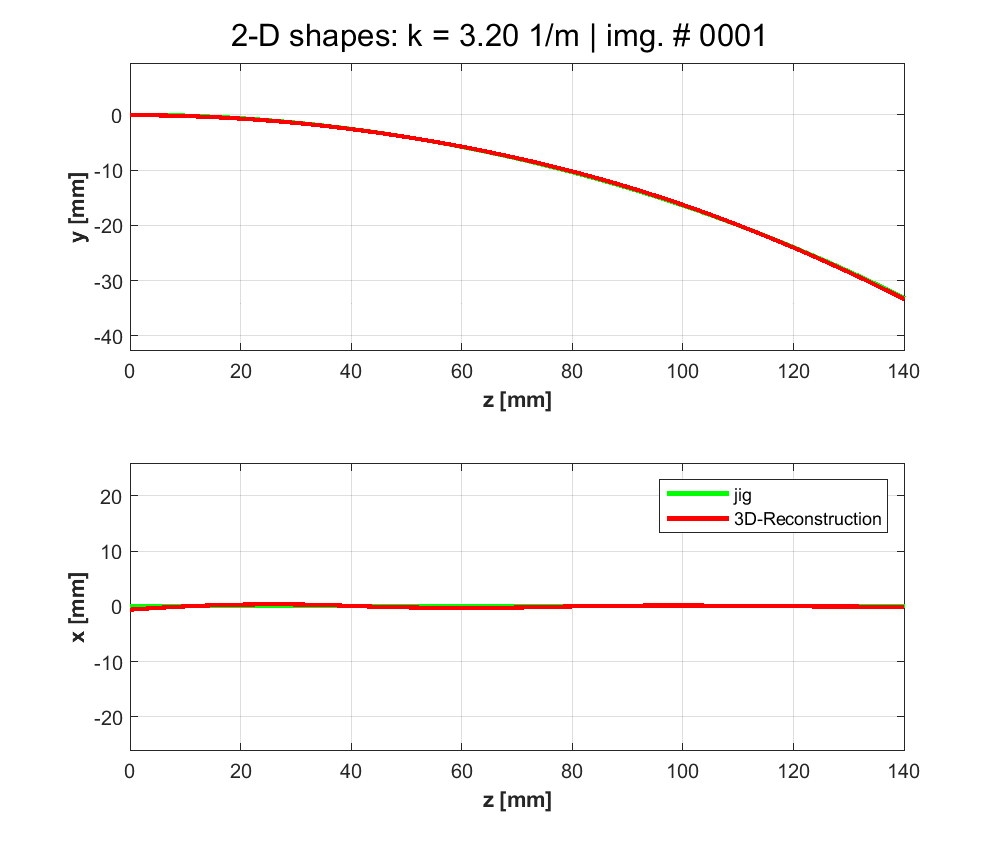 2-D shapes: k = 3.20 1/m | img. # 0001
0
-10
-20
-30
-40
y [mm]
0 20 40 60 80 100 120 140
z [mm]
20
10
0
-10
-20
x [mm]
jig
3D-Reconstruction
0 20 40 60 80 100 120 140
z [mm]